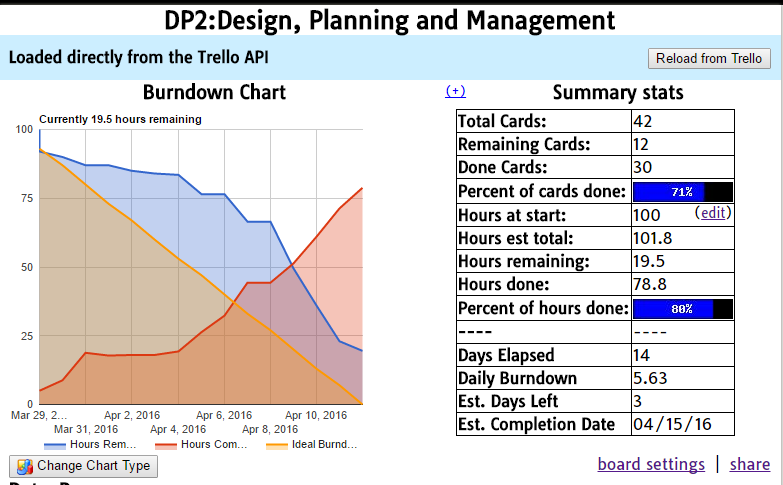 DP2:Design, Planning and Management
Loaded directly from the Trello API
Reload from Trello
Burndown Chart
Currently 19.5 hours remaining
100
75
50
25
0
Mar 29, 2... Apr 2, 2016 Apr 6, 2016 Apr 10, 2016
Mar 31, 2016 Apr 4, 2016 Apr 8, 2016
Hours Rem... Hours Com... Ideal Burnd...
Change Chart Type
(+) Summary stats
Total Cards: 42
Remaining Cards: 12
Done Cards: 30
Percent of cards done: 71%
Hours at start: 100 (edit)
Hours est total: 101.8
Hours remaining: 19.5
Hours done: 78.8
Percent of hours done: 80%
---- ----
Days Elapsed 14
Daily Burndown 5.63
Est. Days Left 3
Est. Completion Date 04/15/16
board settings | share